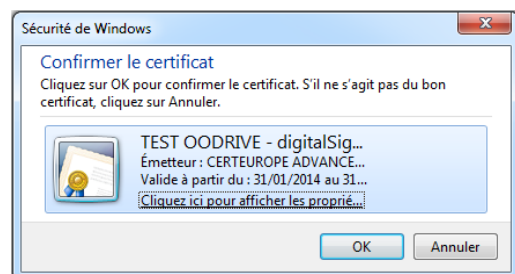 Sécurité de Windows
Confirmer le certificat
Cliquez sur OK pour confirmer le certificat. S'il ne s'agit pas du bon
certificat, cliquez sur Annuler.
TEST OODRIVE - digitalSig...
Émetteur : CERTEUROPE ADVANCE...
Valide à partir du : 31/01/2014 au 31...
Cliquez ici pour afficher les proprié...
OK
Annuler